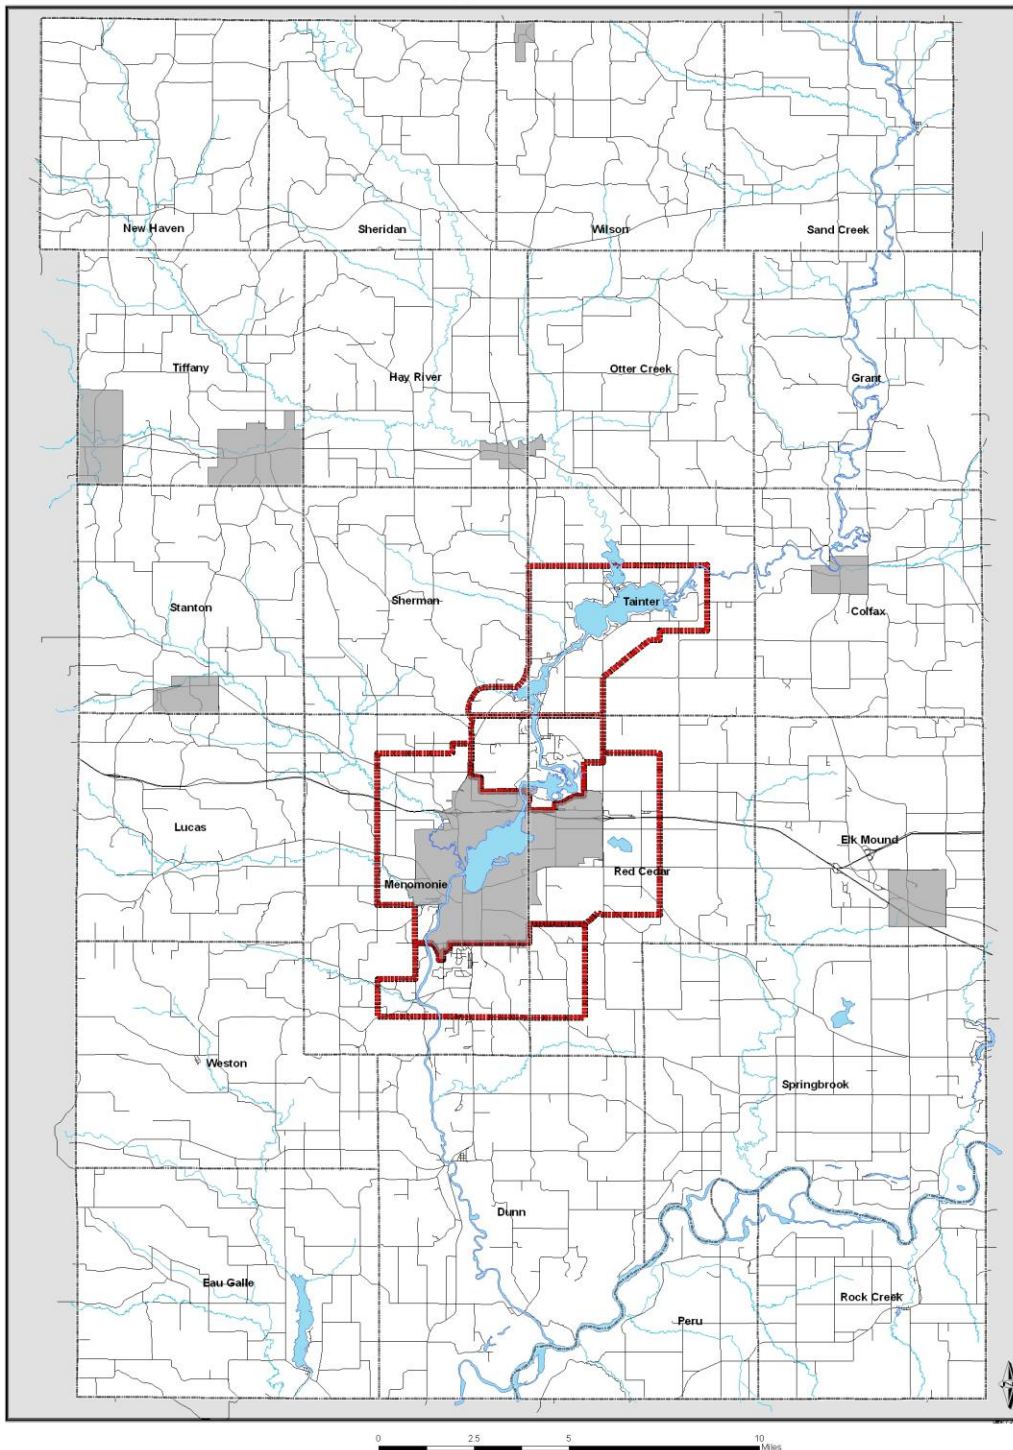 New Haven
Sheridan
Wilson
Sand Creek
Tiffany
Hay River
Otter Creek
Grant
Stanton
Sherman
Tainter
Colfax
Lucas
Menomonie
Red Cedar
Elk Mound
Weston
Springbrook
Dunn
Eau Galle
Peru
Rock Creek
0 2.5 5 10
Miles